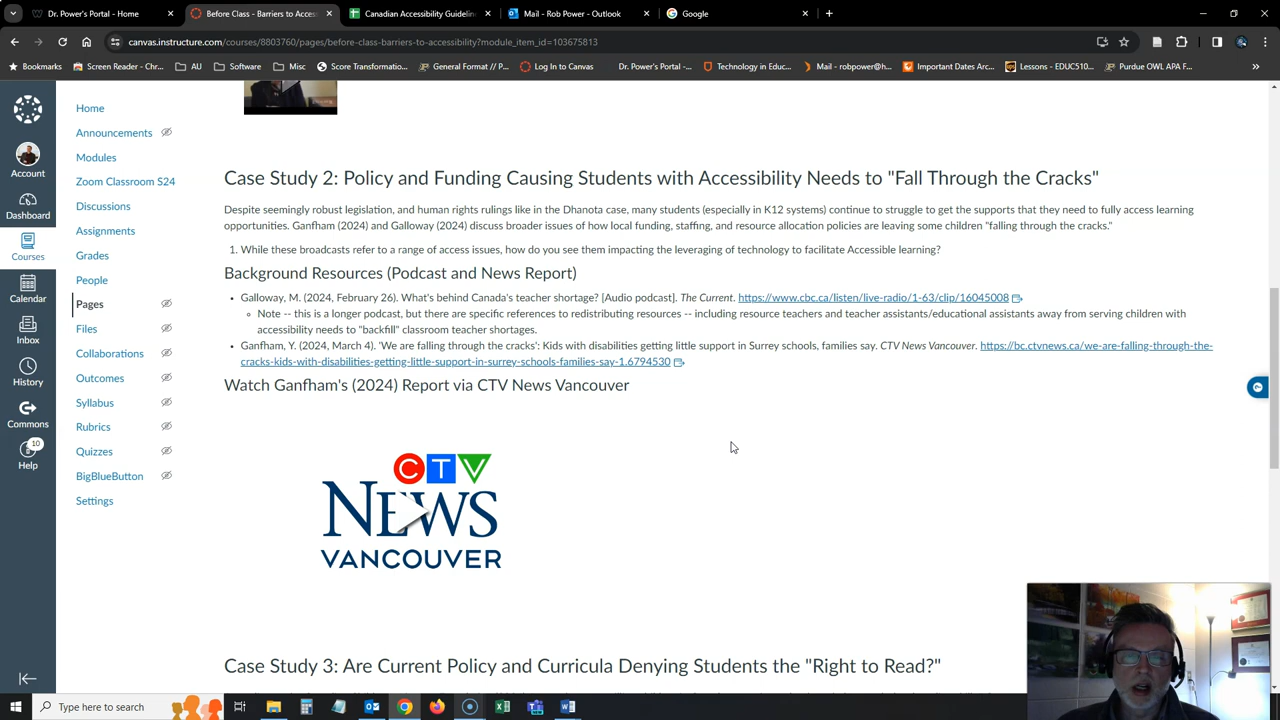 Dr. Power's Portal - Home
Before Class - Barriers to Acces
Canadian Accessibility Guideline
Mail - Rob Power - Outlook
Google
canvas.instructure.com/courses/8803760/pages/before-class-barriers-to-accessibility?module_item_id=103675813
Bookmarks
Screen Reader - Chr...
AU
Software
Misc
Score Transformatio...
General Format // P...
Log In to Canvas
Dr. Power's Portal -...
Technology in Educ...
Mail - robpower@h...
Important Dates Ar...
Lessons - EDUC510...
Purdue OWL APA F...
Account
Dashboard
Courses
Calendar
Inbox
History
Commons
10
Help
Home
Announcements
Modules
Zoom Classroom S24
Discussions
Assignments
Grades
People
Pages
Files
Collaborations
Outcomes
Syllabus
Rubrics
Quizzes
BigBlueButton
Settings
Case Study 2: Policy and Funding Causing Students with Accessibility Needs to "Fall Through the Cracks"
Despite seemingly robust legislation, and human rights rulings like in the Dhanota case, many students (especially in K12 systems) continue to struggle to get the supports that they need to fully access learning
opportunities. Ganfham (2024) and Galloway (2024) discuss broader issues of how local funding, staffing, and resource allocation policies are leaving some children "falling through the cracks."
1. While these broadcasts refer to a range of access issues, how do you see them impacting the leveraging of technology to facilitate Accessible learning?
Background Resources (Podcast and News Report)
Galloway, M. (2024, February 26). What's behind Canada's teacher shortage? [Audio podcast]. The Current. https://www.cbc.ca/listen/live-radio/1-63/clip/16045008
Note -- this is a longer podcast, but there are specific references to redistributing resources -- including resource teachers and teacher assistants/educational assistants away from serving children with
accessibility needs to "backfill" classroom teacher shortages.
Ganfham, Y. (2024, March 4). 'We are falling through the cracks': Kids with disabilities getting little support in Surrey schools, families say. CTV News Vancouver. https://bc.ctvnews.ca/we-are-falling-through-the-
cracks-kids-with-disabilities-getting-little-support-in-surrey-schools-families-say-1.6794530
Watch Ganfham's (2024) Report via CTV News Vancouver
CTV
NEWS
VANCOUVER
Case Study 3: Are Current Policy and Curricula Denying Students the "Right to Read?"
Type here to search